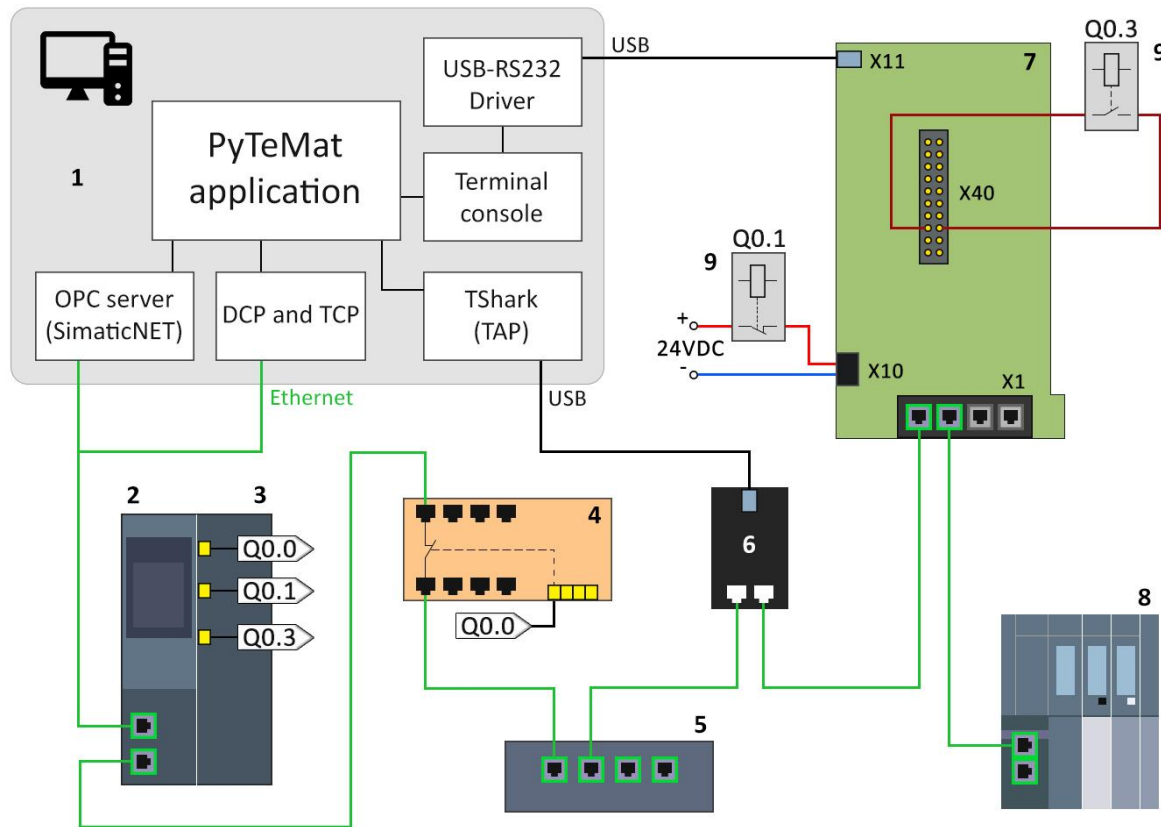 USB
Q0.3
9
USB-RS232
Driver
X11
7
PyTeMat
application
1
Terminal
console
X40
Q0.1
9
OPC server
(SimaticNET)
DCP and TCP
TShark
(TAP)
+
24VDC
-
X10
X1
Ethernet
USB
2
3
4
6
Q0.0
Q0.1
Q0.3
Q0.0
8
5